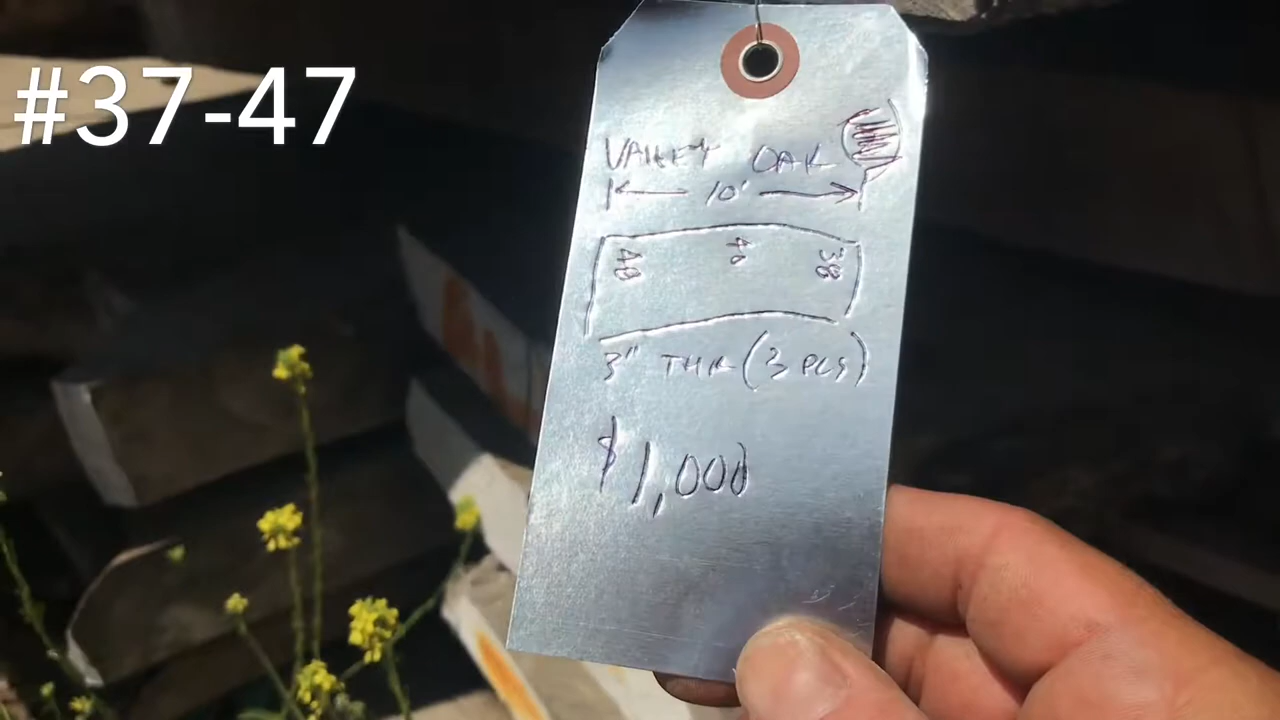 #37-47
VALLEY OAK
10'
48 40 38
3" THK (3 PCS)
$1,000